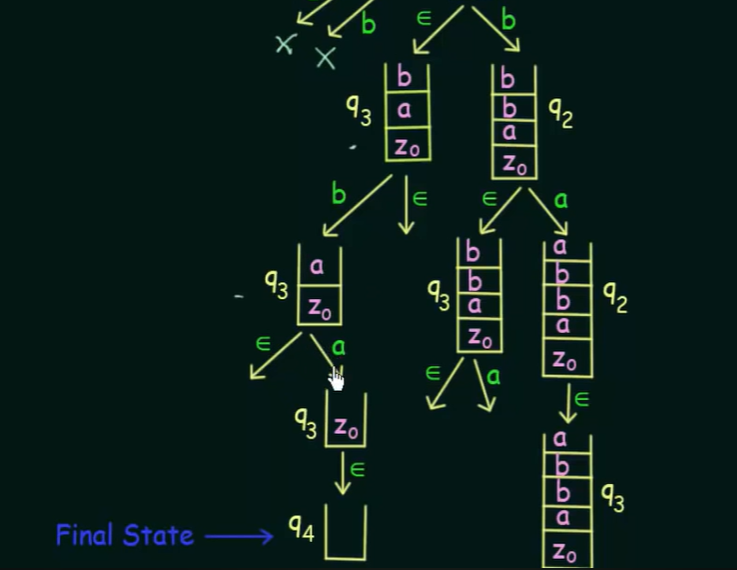 b ∈ b
x x
q3 b a z0
b b a z0 q2
b ∈ ∈ a
q3 a z0
q3 b b a z0
a b b a z0 q2
∈ a ∈ a ∈
q3 z0
∈
a b b a z0 q3
Final State q4